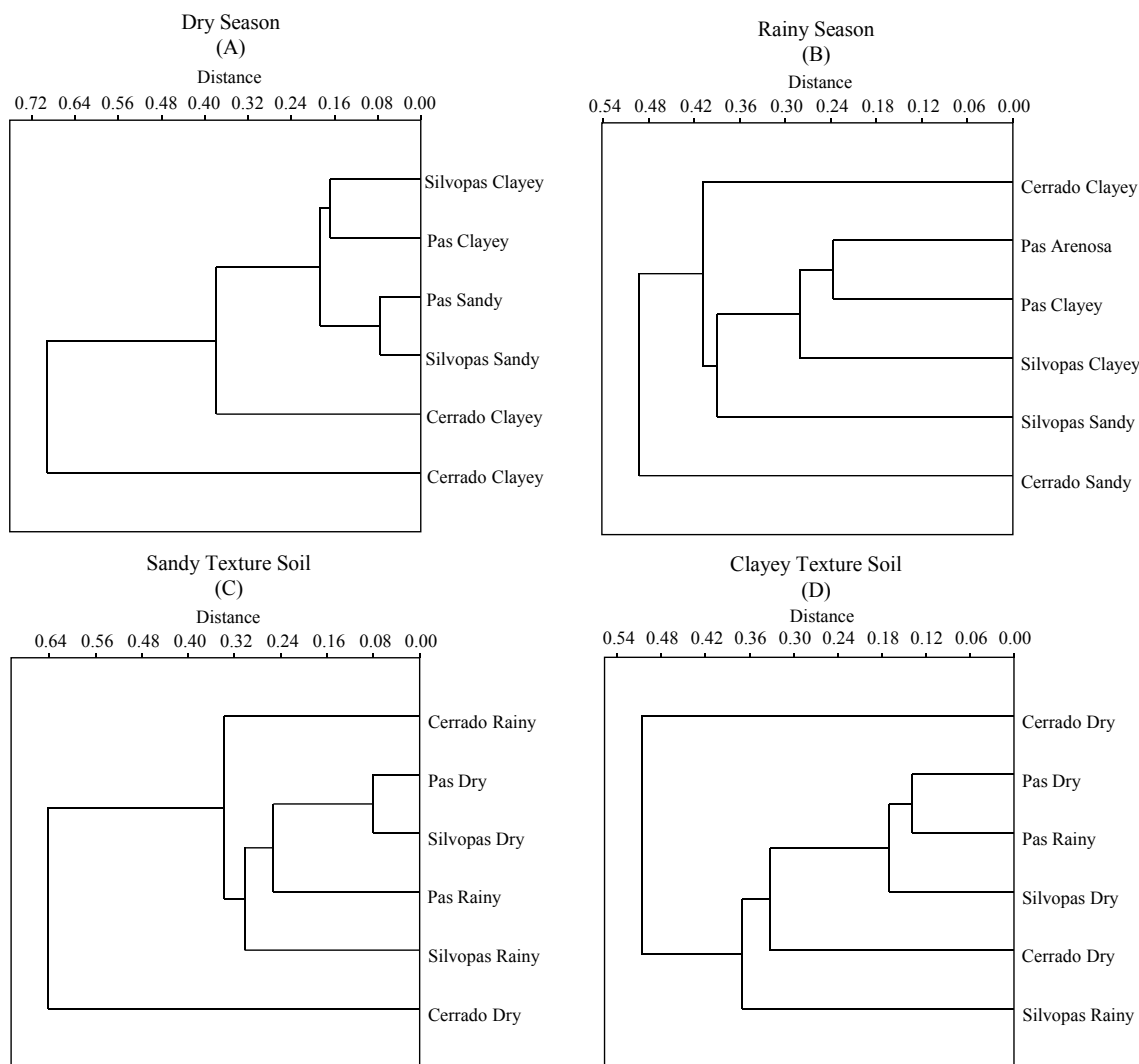 Dry Season
(A)
Distance
0.72 0.64 0.56 0.48 0.40 0.32 0.24 0.16 0.08 0.00
Silvopas Clayey
Pas Clayey
Pas Sandy
Silvopas Sandy
Cerrado Clayey
Cerrado Clayey
Rainy Season
(B)
Distance
0.54 0.48 0.42 0.36 0.30 0.24 0.18 0.12 0.06 0.00
Cerrado Clayey
Pas Arenosa
Pas Clayey
Silvopas Clayey
Silvopas Sandy
Cerrado Sandy
Sandy Texture Soil
(C)
Distance
0.64 0.56 0.48 0.40 0.32 0.24 0.16 0.08 0.00
Cerrado Rainy
Pas Dry
Silvopas Dry
Pas Rainy
Silvopas Rainy
Cerrado Dry
Clayey Texture Soil
(D)
Distance
0.54 0.48 0.42 0.36 0.30 0.24 0.18 0.12 0.06 0.00
Cerrado Dry
Pas Dry
Pas Rainy
Silvopas Dry
Cerrado Dry
Silvopas Rainy